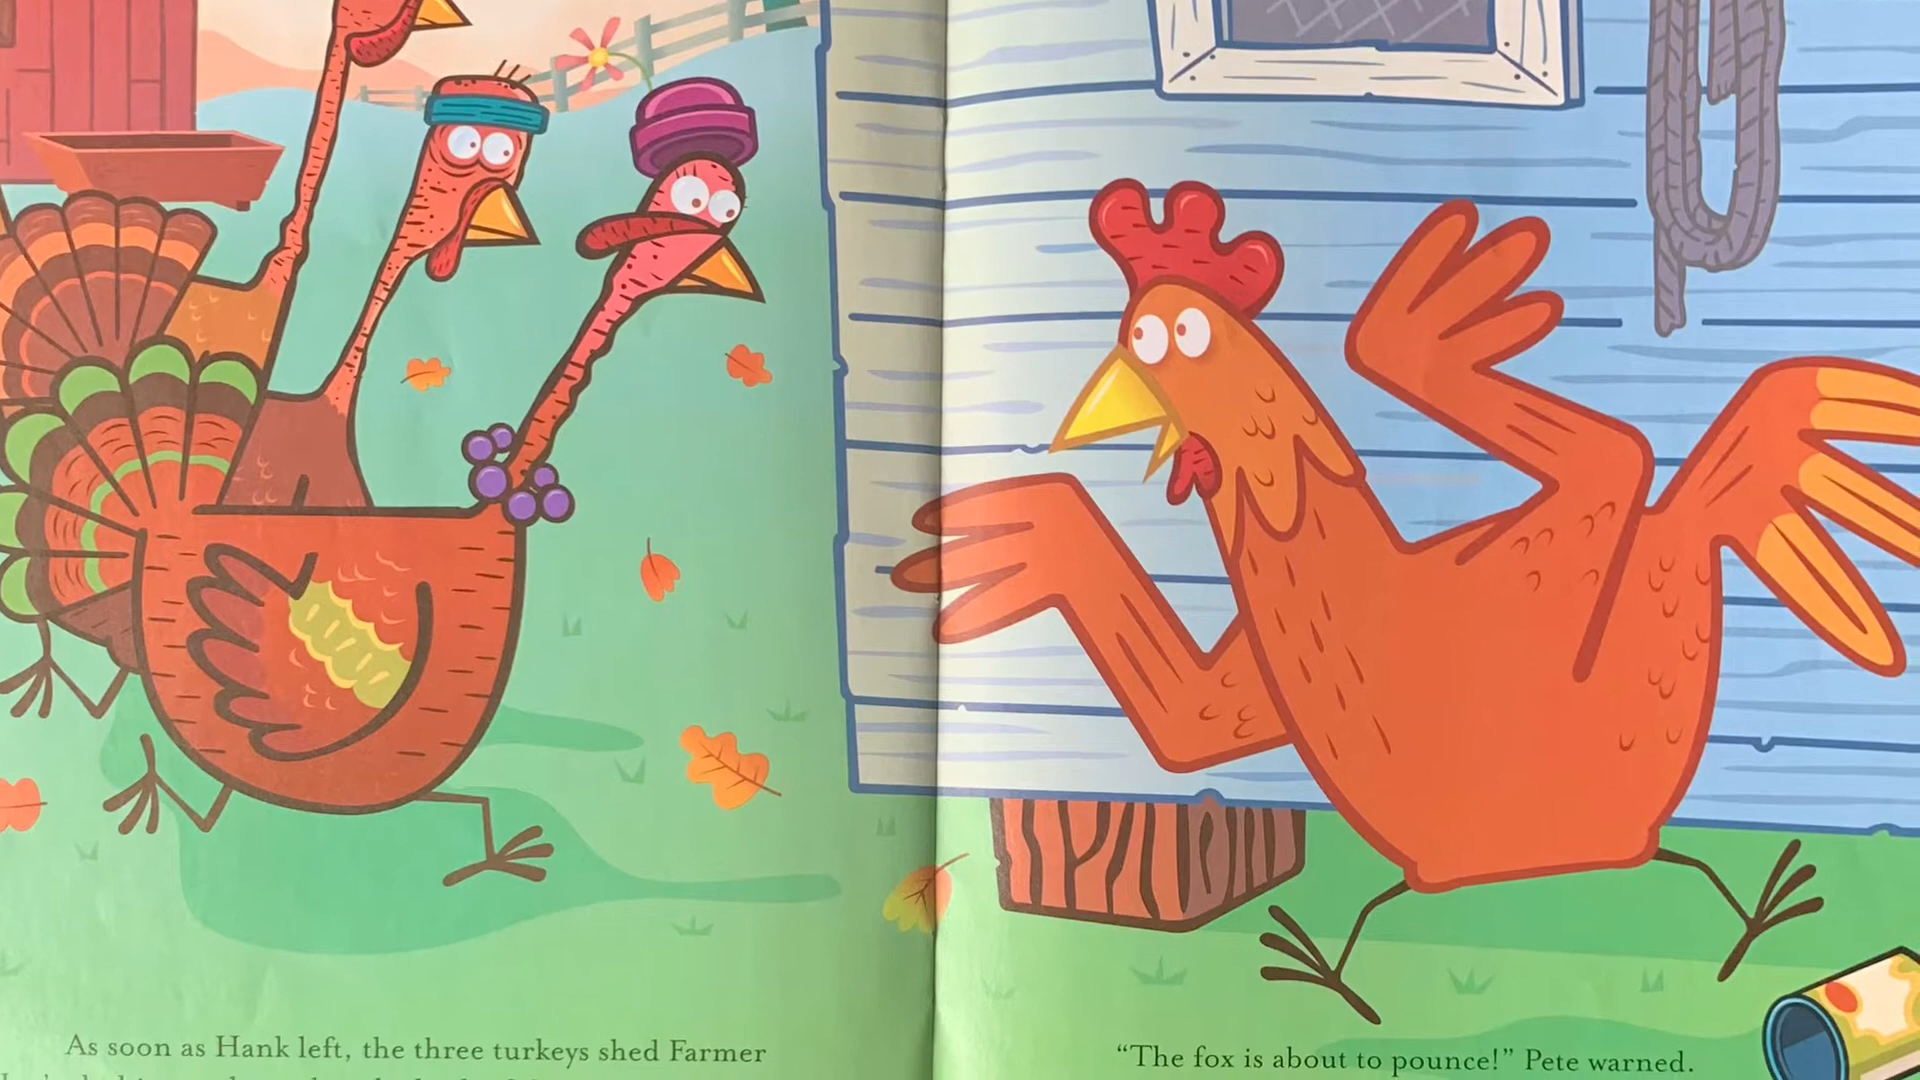 As soon as Hank left, the three turkeys shed Farmer
“The fox is about to pounce!” Pete warned.